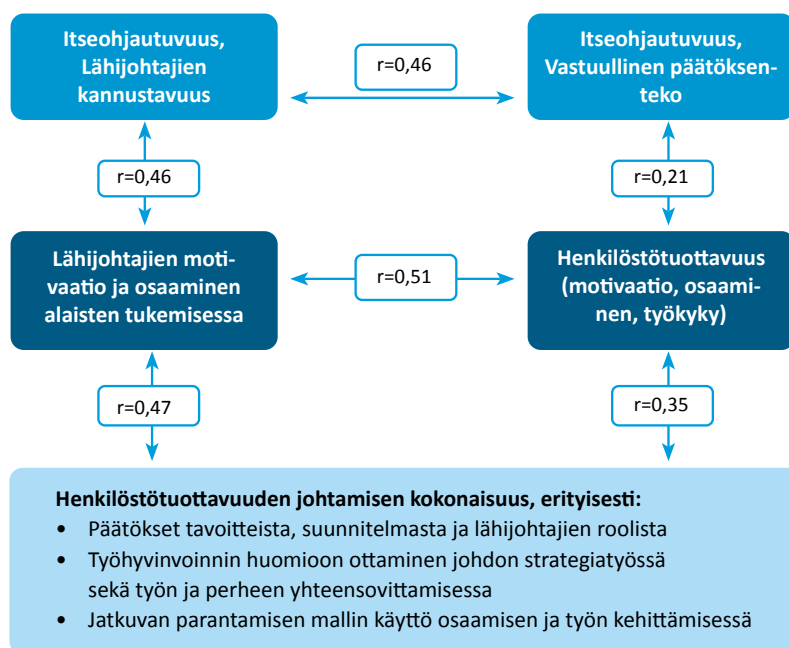 Itseohjautuvuus,
Lähijohtajien
kannustavuus
r=0,46
Itseohjautuvuus,
Vastuullinen päätöksen-
teko
r=0,46
r=0,21
Lähijohtajien moti-
vaatio ja osaaminen
alaisten tukemisessa
r=0,51
Henkilöstötuottavuus
(motivaatio, osaami-
nen, työkyky)
r=0,47
r=0,35
Henkilöstötuottavuuden johtamisen kokonaisuus, erityisesti:
• Päätökset tavoitteista, suunnitelmasta ja lähijohtajien roolista
• Työhyvinvoinnin huomioon ottaminen johdon strategiatyössä
sekä työn ja perheen yhteensovittamisessa
• Jatkuvan parantamisen mallin käyttö osaamisen ja työn kehittämisessä